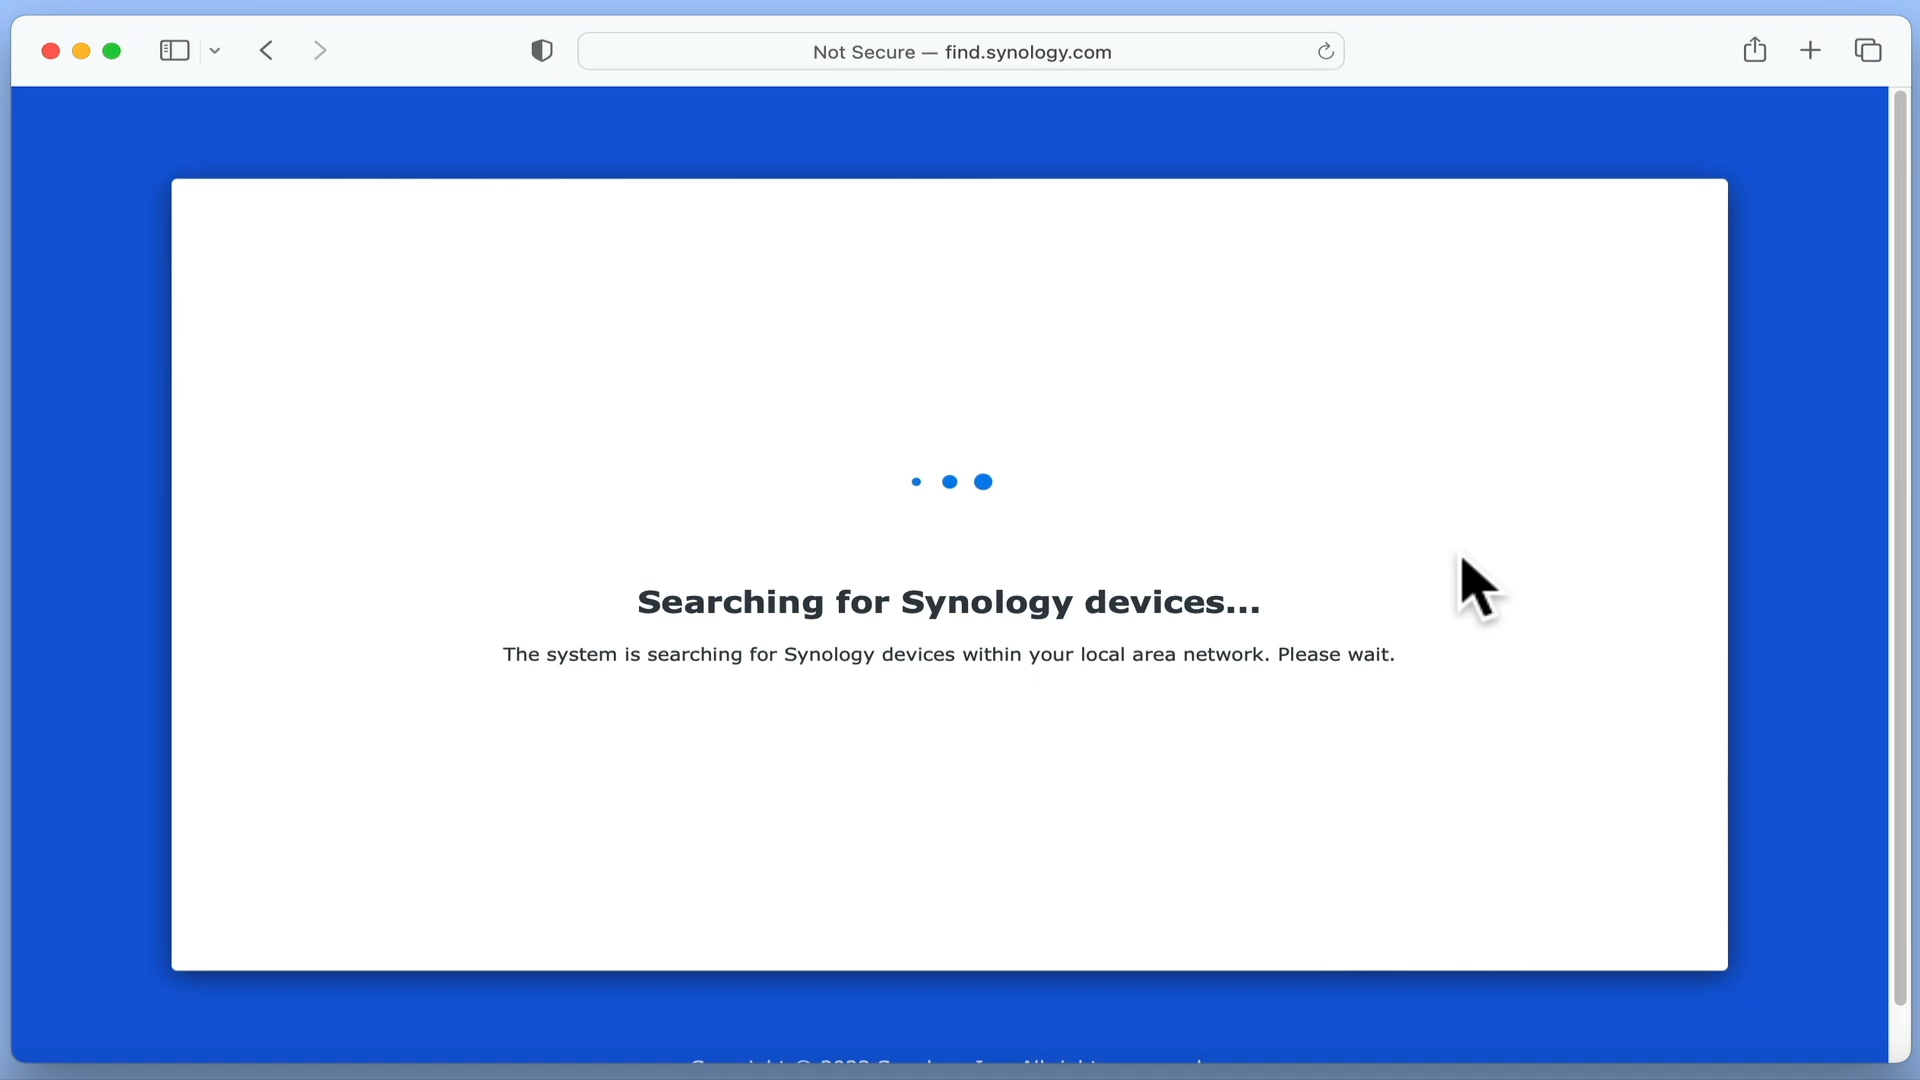 Not Secure — find.synology.com
Searching for Synology devices...
The system is searching for Synology devices within your local area network. Please wait.